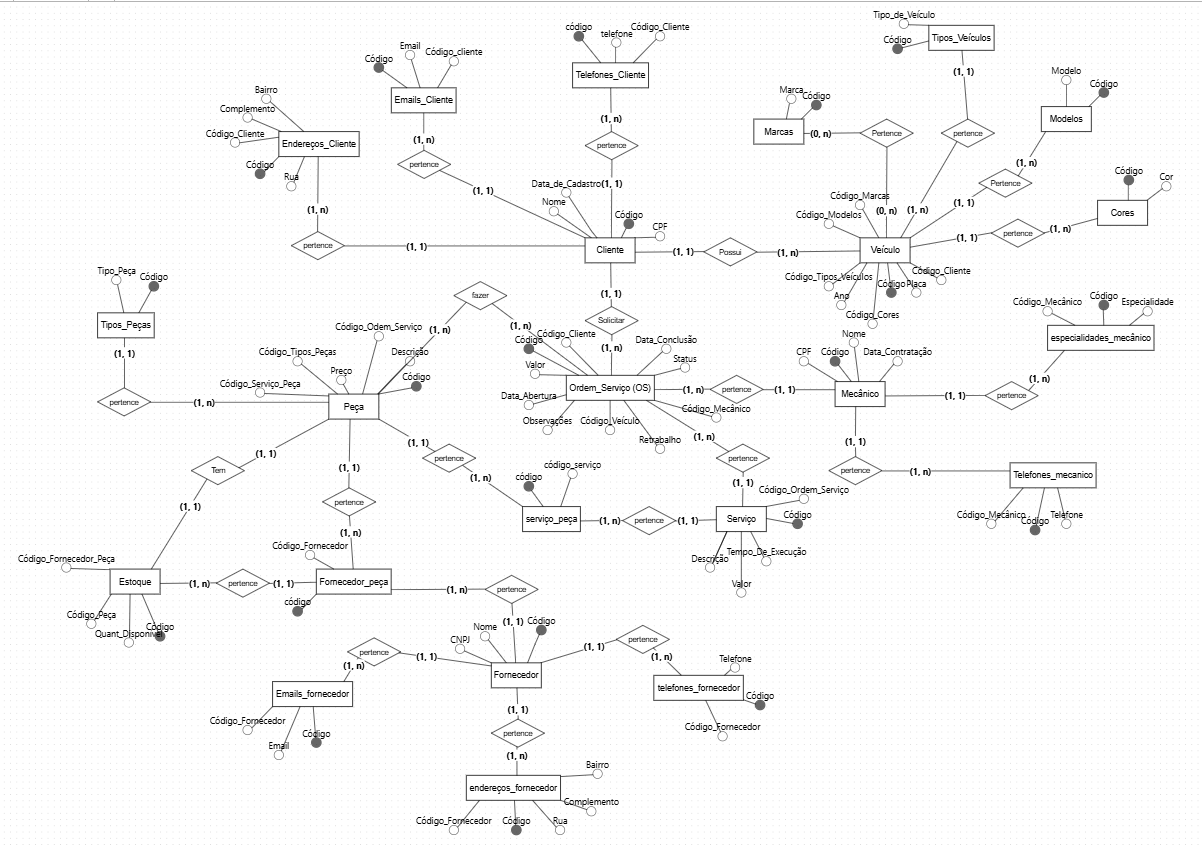 Tipo_de_Veículo
Código
Tipos_Veículos
(1, 1)
código
telefone
Código_Cliente
Telefones_Cliente
(1, n)
pertence
(1, 1)
Email
Código_cliente
Código
Emails_Cliente
(1, n)
pertence
(1, 1)
Bairro
Complemento
Código_Cliente
Código
Rua
Endereços_Cliente
(1, n)
pertence
(1, 1)
Marca
Código
Marcas
(0, n)
Pertence
(0, n)
pertence
(1, n)
Modelo
Código
Modelos
(1, n)
Pertence
(1, 1)
Código
Cor
Cores
(1, n)
pertence
(1, 1)
Data_de_Cadastro
Nome
Código
CPF
Cliente
(1, 1)
Possui
(1, n)
Código_Marcas
Código_Modelos
Veículo
Código_Tipos_Veículos
Ano
Código_Cores
Código
Placa
Código_Cliente
(1, 1)
Solicitar
(1, n)
Tipo_Peça
Código
Tipos_Peças
(1, 1)
pertence
(1, n)
fazer
(1, n)
(1, n)
Código_Odem_Serviço
Código_Tipos_Peças
Descrição
Preço
Código
Código_Serviço_Peça
Peça
Código_Cliente
Código
Valor
Data_Abertura
Observações
Código_Veículo
Retrabalho
Código_Mecânico
Status
Data_Conclusão
Ordem_Serviço (OS)
(1, n)
pertence
(1, 1)
Nome
CPF
Código
Data_Contratação
Mecânico
(1, 1)
pertence
(1, n)
Código_Mecânico
Código
Especialidade
especialidades_mecânico
(1, 1)
pertence
(1, n)
Telefones_mecanico
Código_Mecânico
Código
Telefone
(1, n)
pertence
(1, 1)
Código_Ordem_Serviço
Código
Serviço
Descrição
Tempo_De_Execução
Valor
(1, 1)
pertence
(1, n)
código
código_serviço
serviço_peça
(1, n)
pertence
(1, 1)
(1, 1)
Tem
(1, 1)
(1, 1)
pertence
(1, n)
Código_Fornecedor_Peça
Estoque
Código_Peça
Quant_Disponível
Código
(1, n)
pertence
(1, 1)
Código_Fornecedor
Fornecedor_peça
código
(1, n)
pertence
(1, 1)
CNPJ
Nome
Código
Fornecedor
(1, 1)
pertence
(1, n)
Emails_fornecedor
Código_Fornecedor
Email
Código
(1, 1)
pertence
(1, n)
Telefone
telefones_fornecedor
Código
Código_Fornecedor
(1, 1)
pertence
(1, n)
endereços_fornecedor
Bairro
Complemento
Código_Fornecedor
Código
Rua